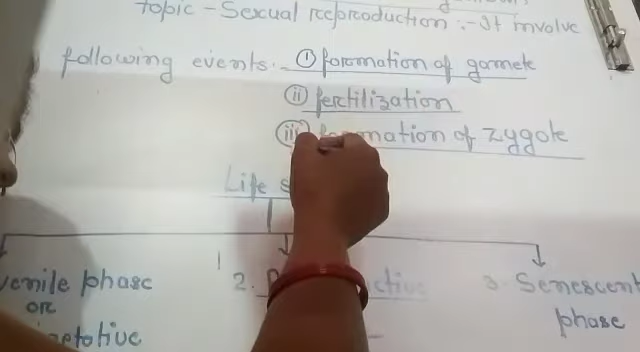 topic - Sexual reproduction :- It involve
following events :- (i) formation of gamete
(ii) fertilization
(iii) formation of zygote
Life
1
2. 3. Senescent
phase phase
or